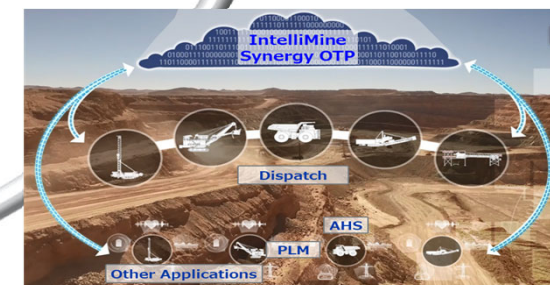 IntelliMine
Synergy OTP
Dispatch
AHS
PLM
Other Applications